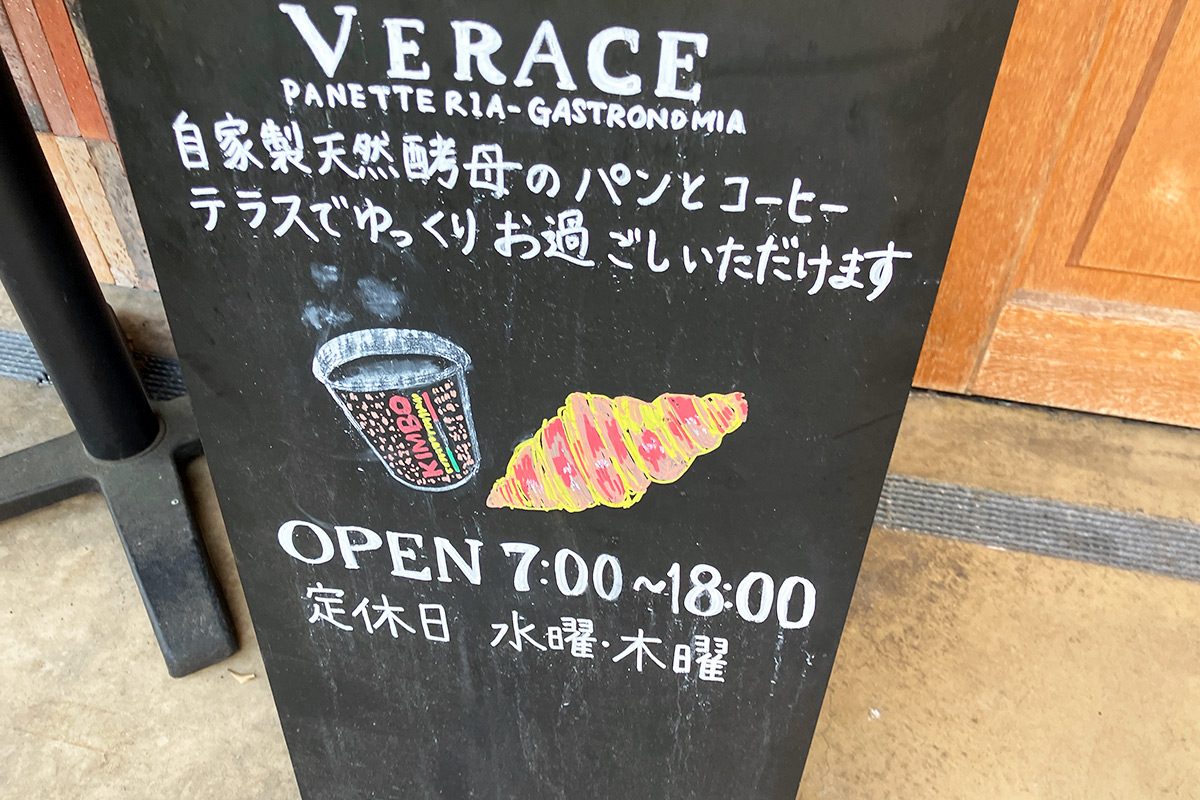 VERACE
PANETTERIA-GASTRONOMIA
自家製天然酵母のパンとコーヒー
テラスでゆっくりお過ごしいただけます
KIMBO
OPEN 7:00~18:00
定休日 水曜・木曜